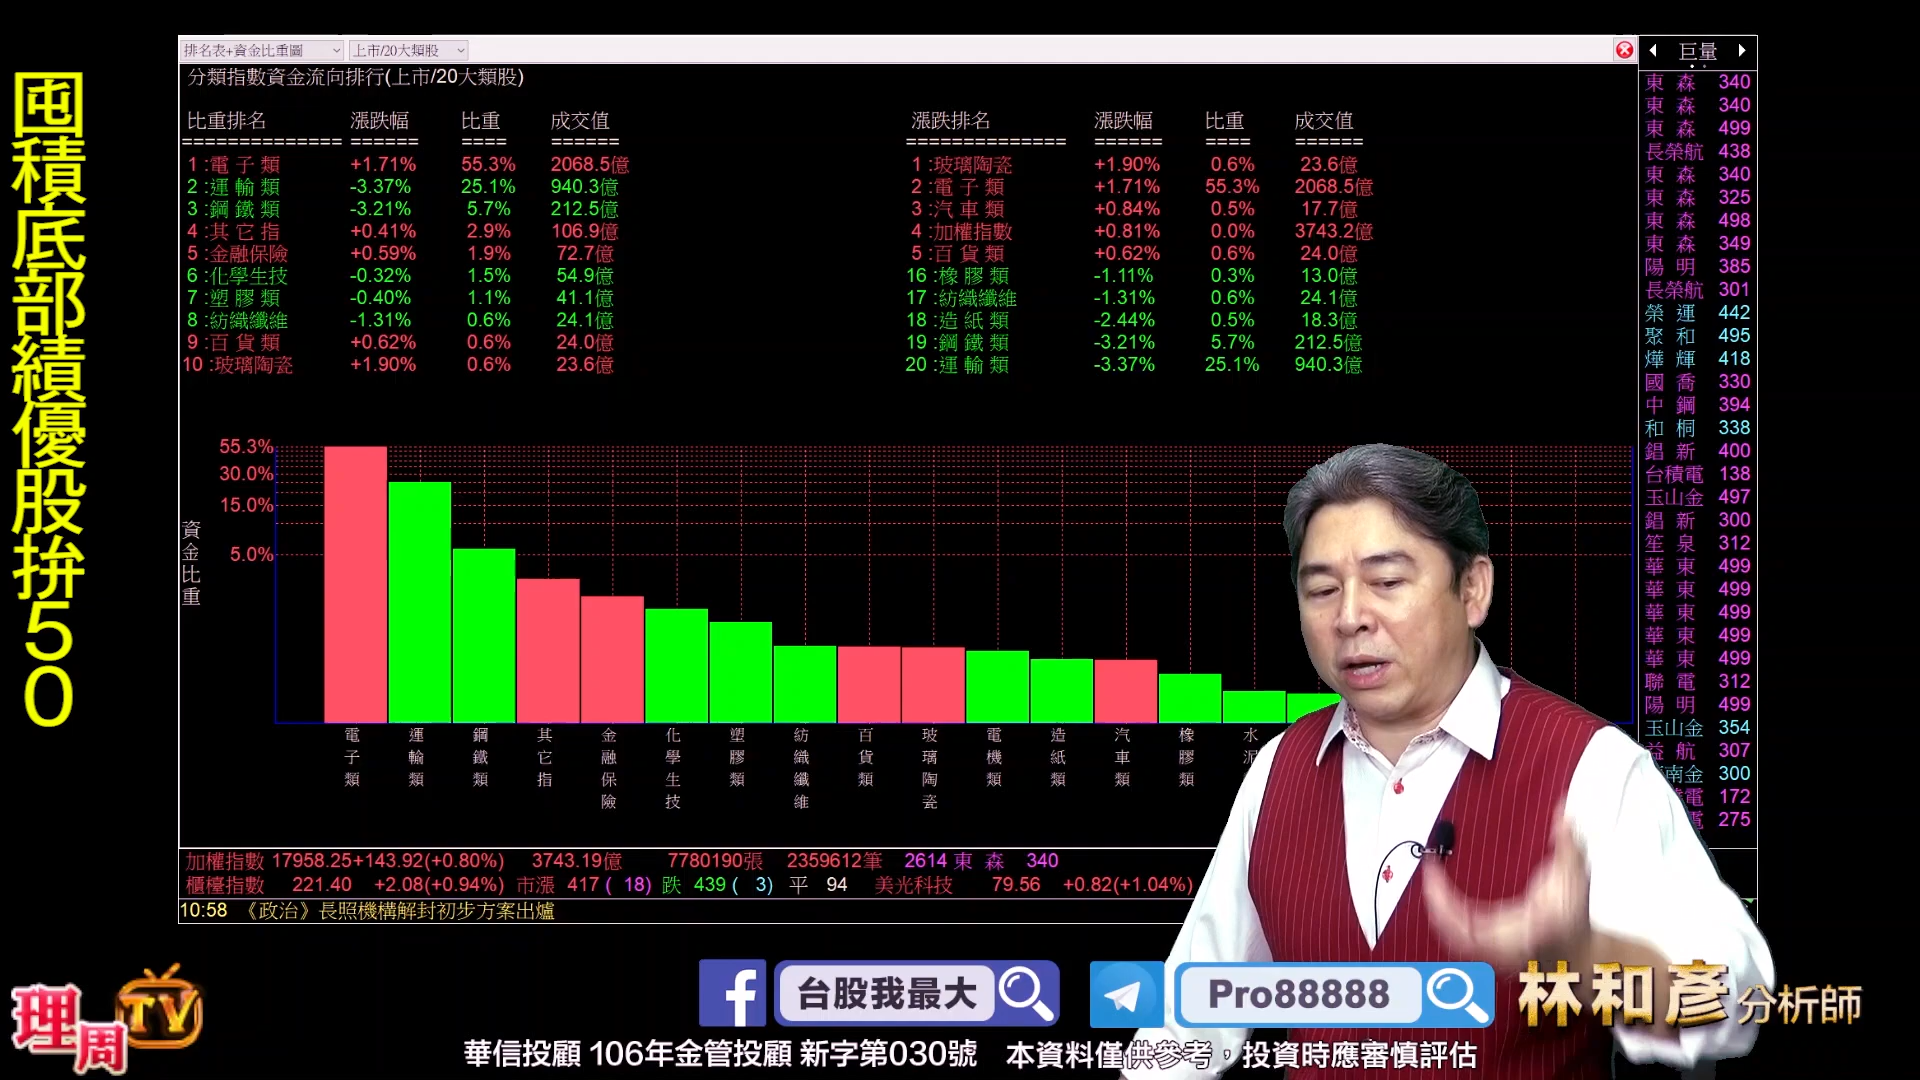 囤積底部績優股拚50
排名表+資金比重圖
上市/20大類股
分類指數資金流向排行(上市/20大類股)
比重排名 漲跌幅 比重 成交值
============= ====== ==== ======
1 :電 子 類 +1.71% 55.3% 2068.5億
2 :運 輸 類 -3.37% 25.1% 940.3億
3 :鋼 鐵 類 -3.21% 5.7% 212.5億
4 :其 它 指 +0.41% 2.9% 106.9億
5 :金融保險 +0.59% 1.9% 72.7億
6 :化學生技 -0.32% 1.5% 54.9億
7 :塑 膠 類 -0.40% 1.1% 41.1億
8 :紡織纖維 -1.31% 0.6% 24.1億
9 :百 貨 類 +0.62% 0.6% 24.0億
10 :玻璃陶瓷 +1.90% 0.6% 23.6億
漲跌排名 漲跌幅 比重 成交值
============= ====== ==== ======
1 :玻璃陶瓷 +1.90% 0.6% 23.6億
2 :電 子 類 +1.71% 55.3% 2068.5億
3 :汽 車 類 +0.84% 0.5% 17.7億
4 :加權指數 +0.81% 0.0% 3743.2億
5 :百 貨 類 +0.62% 0.6% 24.0億
16 :橡 膠 類 -1.11% 0.3% 13.0億
17 :紡織纖維 -1.31% 0.6% 24.1億
18 :造 紙 類 -2.44% 0.5% 18.3億
19 :鋼 鐵 類 -3.21% 5.7% 212.5億
20 :運 輸 類 -3.37% 25.1% 940.3億
55.3%
30.0%
15.0%
5.0%
資金比重
電子類
運輸類
鋼鐵類
其它指
金融保險
化學生技
塑膠類
紡織纖維
百貨類
玻璃陶瓷
電機類
造紙類
汽車類
橡膠類
水泥
巨量
東 森 340
東 森 340
東 森 499
長榮航 438
東 森 340
東 森 325
東 森 498
東 森 349
陽 明 385
長榮航 301
榮 運 442
聚 和 495
燁 輝 418
國 喬 330
中 鋼 394
和 桐 338
錩 新 400
台積電 138
玉山金 497
錩 新 300
笙 泉 312
華 東 499
華 東 499
華 東 499
華 東 499
華 東 499
聯 電 312
陽 明 499
玉山金 354
益 航 307
南金 300
電 172
電 275
加權指數 17958.25+143.92(+0.80%) 3743.19億 7780190張 2359612筆 2614 東 森 340
櫃檯指數 221.40 +2.08(+0.94%) 市漲 417( 18) 跌 439( 3) 平 94 美光科技 79.56 +0.82(+1.04%)
10:58 《政治》長照機構解封初步方案出爐
理周TV
f 台股我最大
Pro88888
林和彥 分析師
華信投顧 106年金管投顧 新字第030號 本資料僅供參考，投資時應審慎評估